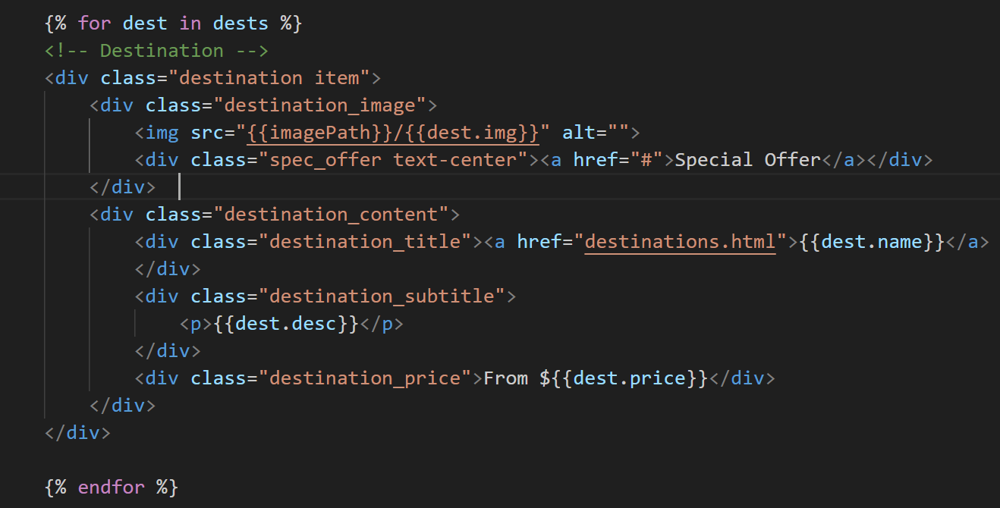 {% for dest in dests %}
<!-- Destination -->
<div class="destination item">
    <div class="destination_image">
        <img src="{{imagePath}}/{{dest.img}}" alt="">
        <div class="spec_offer text-center"><a href="#">Special Offer</a></div>
    </div>
    <div class="destination_content">
        <div class="destination_title"><a href="destinations.html">{{dest.name}}</a>
        </div>
        <div class="destination_subtitle">
            <p>{{dest.desc}}</p>
        </div>
        <div class="destination_price">From ${{dest.price}}</div>
    </div>
</div>
{% endfor %}